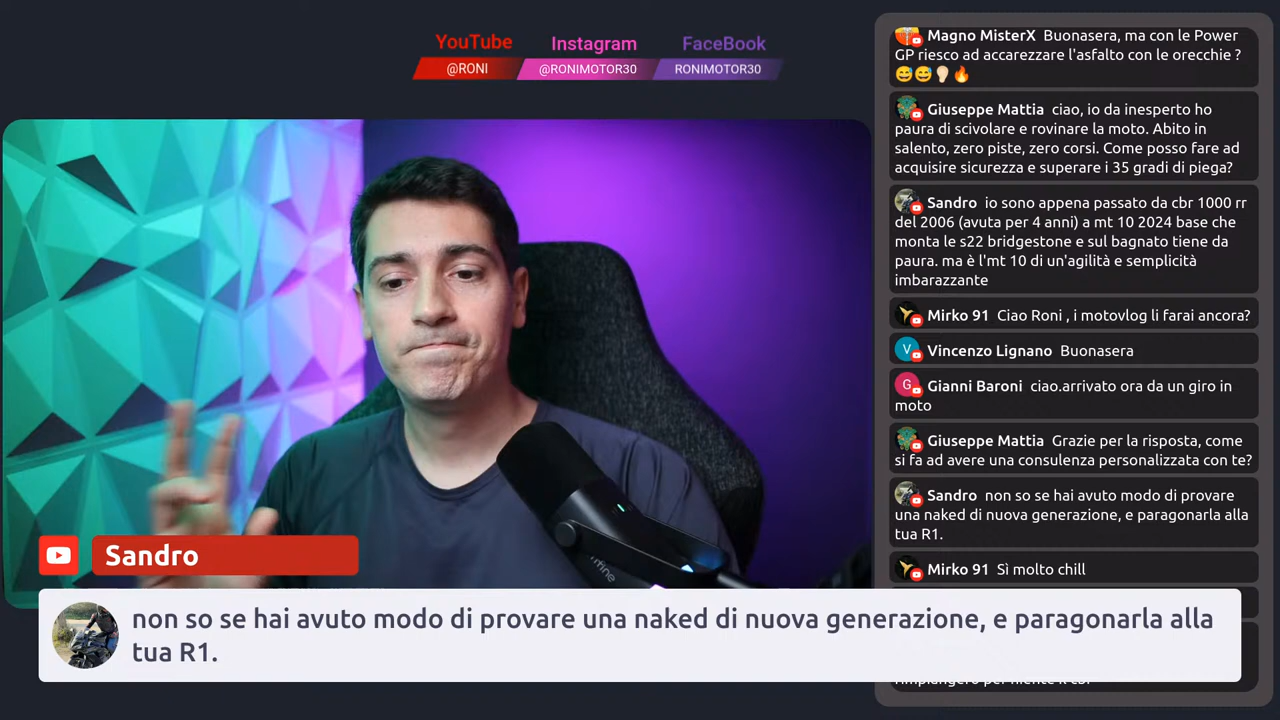 YouTube
@RONI
Instagram
@RONIMOTOR30
FaceBook
RONIMOTOR30
Magno MisterX Buonasera, ma con le Power
GP riesco ad accarezzare l'asfalto con le orecchie ?
😅😅👂🔥
Giuseppe Mattia ciao, io da inesperto ho
paura di scivolare e rovinare la moto. Abito in
salento, zero piste, zero corsi. Come posso fare ad
acquisire sicurezza e superare i 35 gradi di piega?
Sandro io sono appena passato da cbr 1000 rr
del 2006 (avuta per 4 anni) a mt 10 2024 base che
monta le s22 bridgestone e sul bagnato tiene da
paura. ma è l'mt 10 di un'agilità e semplicità
imbarazzante
Mirko 91 Ciao Roni , i motovlog li farai ancora?
V
Vincenzo Lignano Buonasera
G
Gianni Baroni ciao.arrivato ora da un giro in
moto
Giuseppe Mattia Grazie per la risposta, come
si fa ad avere una consulenza personalizzata con te?
Sandro non so se hai avuto modo di provare
una naked di nuova generazione, e paragonarla alla
tua R1.
Mirko 91 Sì molto chill
Sandro
non so se hai avuto modo di provare una naked di nuova generazione, e paragonarla alla
tua R1.